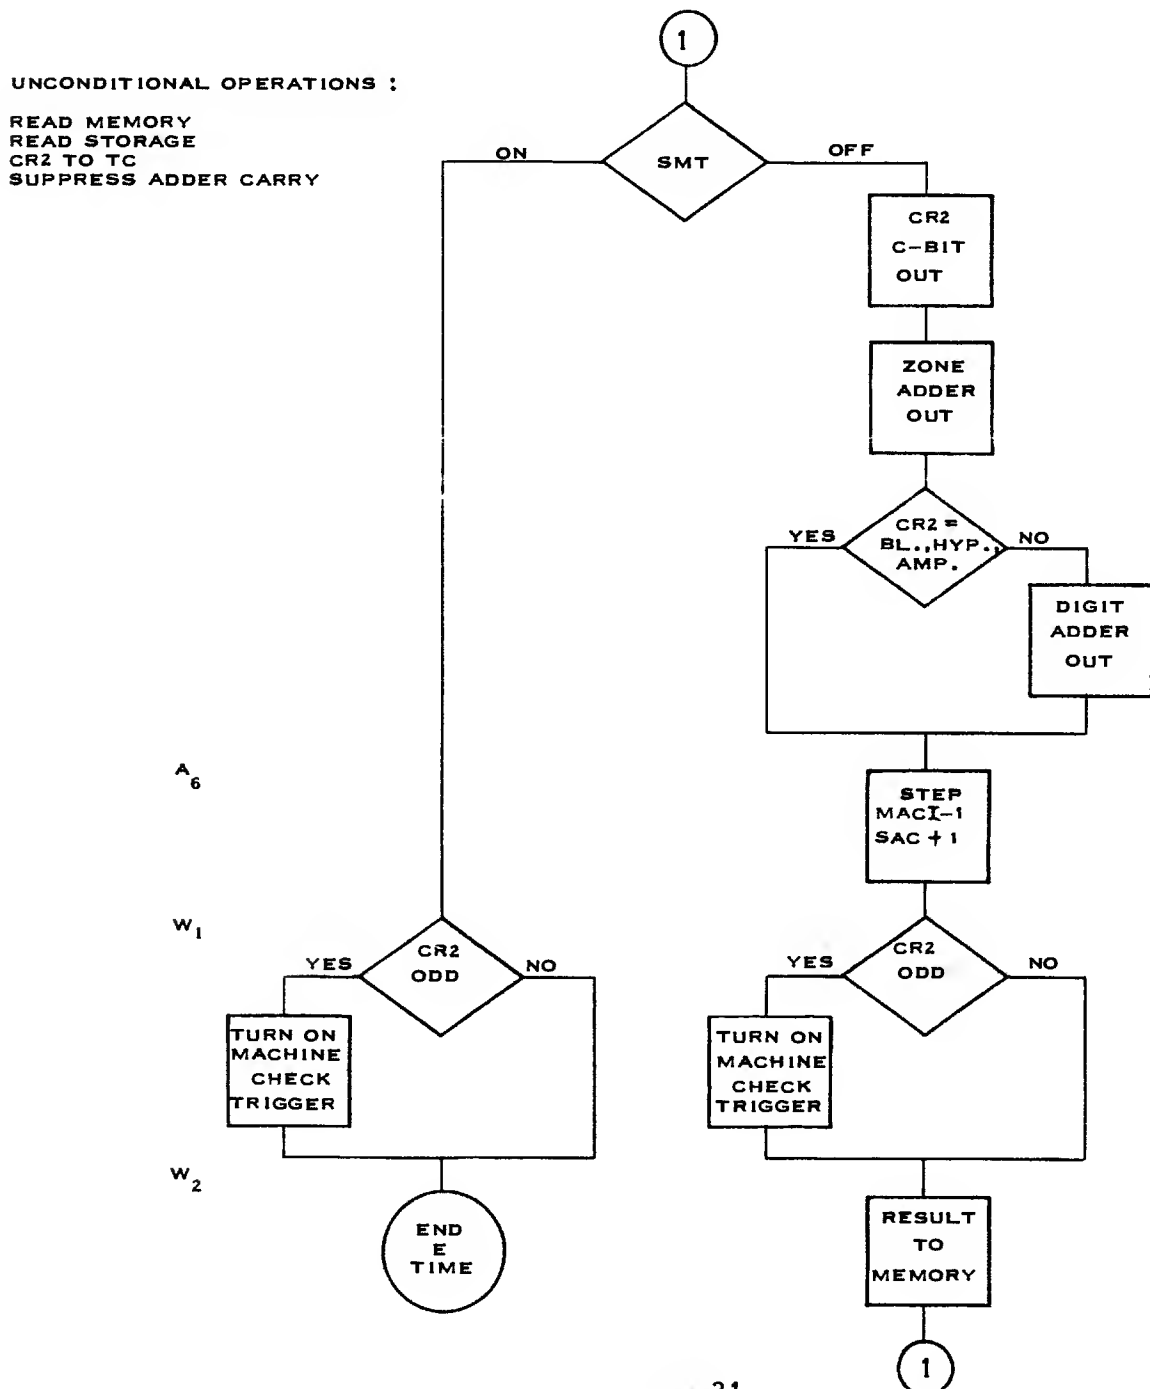 1
UNCONDITIONAL OPERATIONS :
READ MEMORY
READ STORAGE
CR2 TO TC
SUPPRESS ADDER CARRY
ON
SMT
OFF
CR2
C-BIT
OUT
ZONE
ADDER
OUT
YES
CR2 =
BL.,HYP.,
AMP.
NO
DIGIT
ADDER
OUT
A6
STEP
MACI-1
SAC + 1
W1
YES
CR2
ODD
NO
TURN ON
MACHINE
CHECK
TRIGGER
YES
CR2
ODD
NO
TURN ON
MACHINE
CHECK
TRIGGER
W2
END
E
TIME
RESULT
TO
MEMORY
1